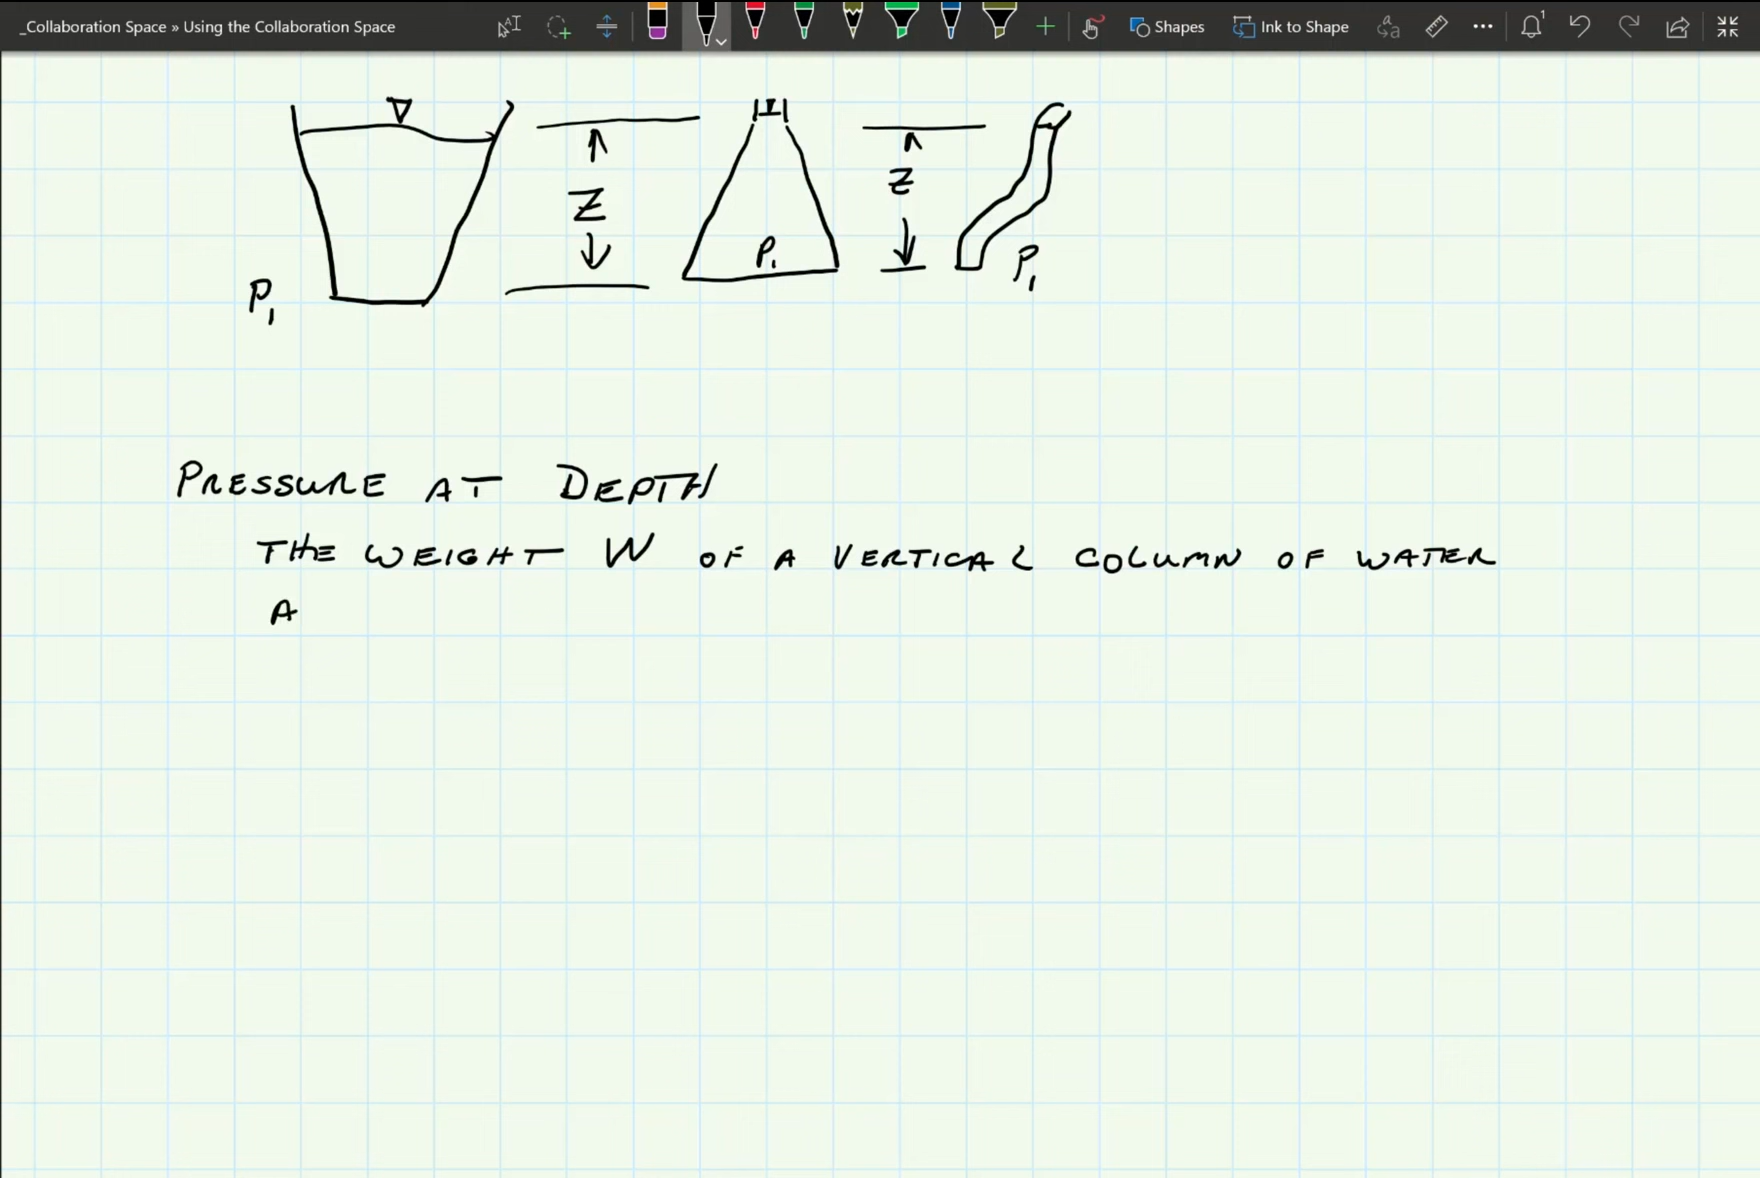 _Collaboration Space » Using the Collaboration Space
Shapes
Ink to Shape
1
Z
P1
Z
P1
P1
PRESSURE AT DEPTH
THE WEIGHT W OF A VERTICAL COLUMN OF WATER
A